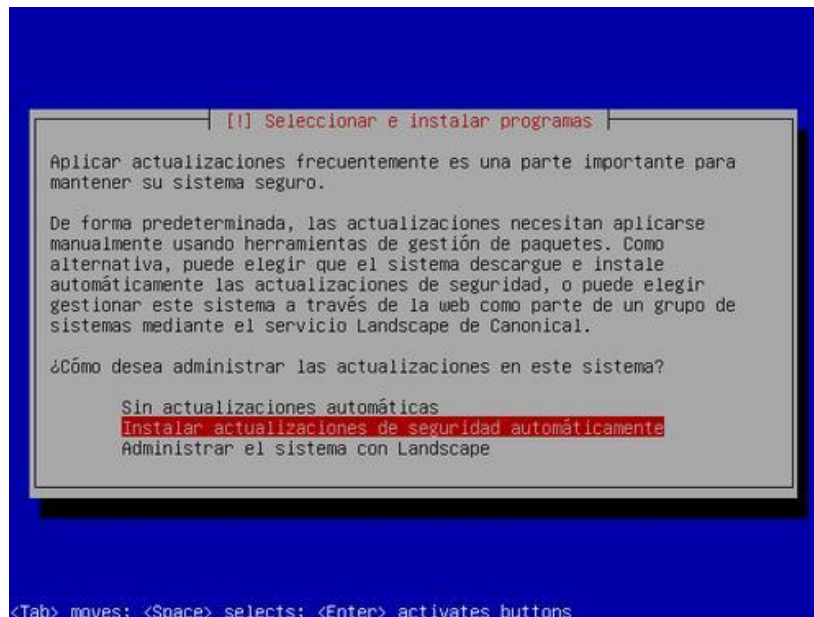 [!] Seleccionar e instalar programas
Aplicar actualizaciones frecuentemente es una parte importante para
mantener su sistema seguro.
De forma predeterminada, las actualizaciones necesitan aplicarse
manualmente usando herramientas de gestión de paquetes. Como
alternativa, puede elegir que el sistema descargue e instale
automáticamente las actualizaciones de seguridad, o puede elegir
gestionar este sistema a través de la web como parte de un grupo de
sistemas mediante el servicio Landscape de Canonical.
¿Cómo desea administrar las actualizaciones en este sistema?
Sin actualizaciones automáticas
Instalar actualizaciones de seguridad automáticamente
Administrar el sistema con Landscape
<Tab> moves; <Space> selects; <Enter> activates buttons